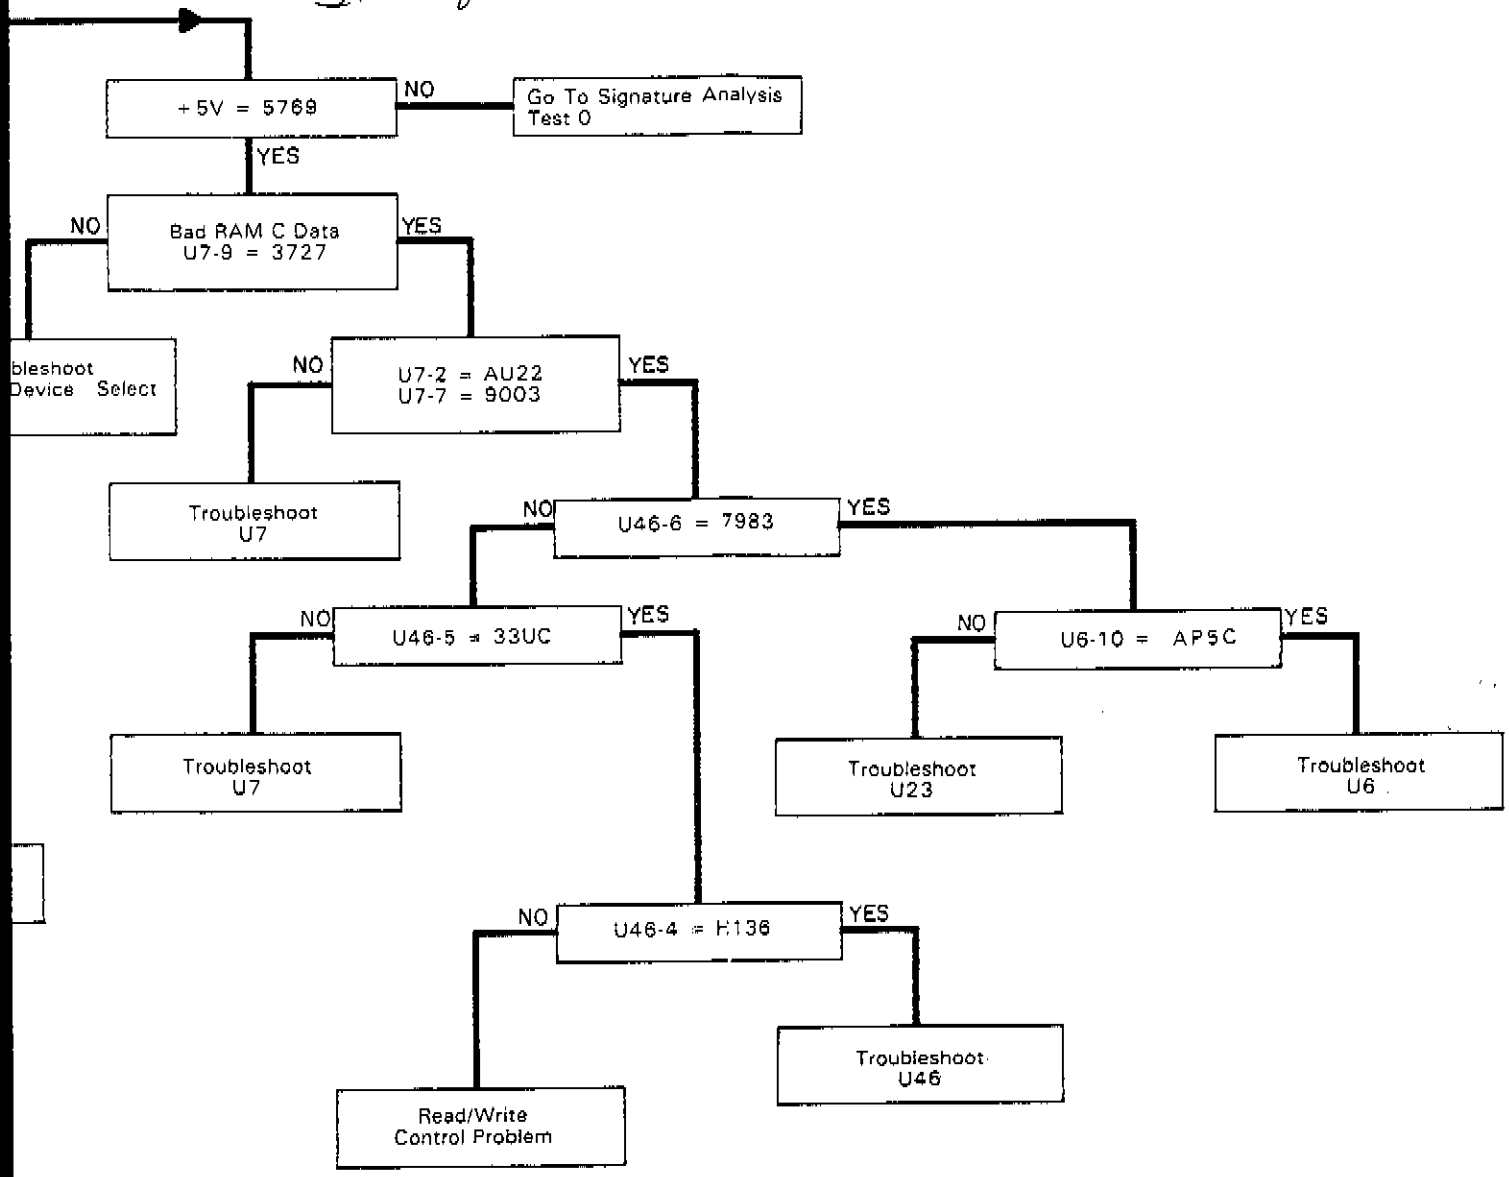 +5V = 5769
NO
Go To Signature Analysis
Test 0
YES
NO
Bad RAM C Data
U7-9 = 3727
YES
bleshoot
Device Select
NO
U7-2 = AU22
U7-7 = 9003
YES
Troubleshoot
U7
NO
U46-6 = 7983
YES
NO
U46-5 = 33UC
YES
NO
U6-10 = AP5C
YES
Troubleshoot
U7
Troubleshoot
U23
Troubleshoot
U6
NO
U46-4 = H136
YES
Troubleshoot
U46
Read/Write
Control Problem